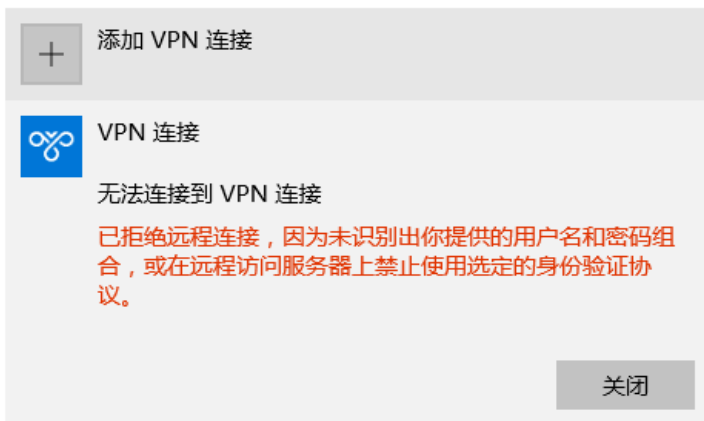 添加 VPN 连接
VPN 连接
无法连接到 VPN 连接
已拒绝远程连接，因为未识别出你提供的用户名和密码组
合，或在远程访问服务器上禁止使用选定的身份验证协
议。
关闭